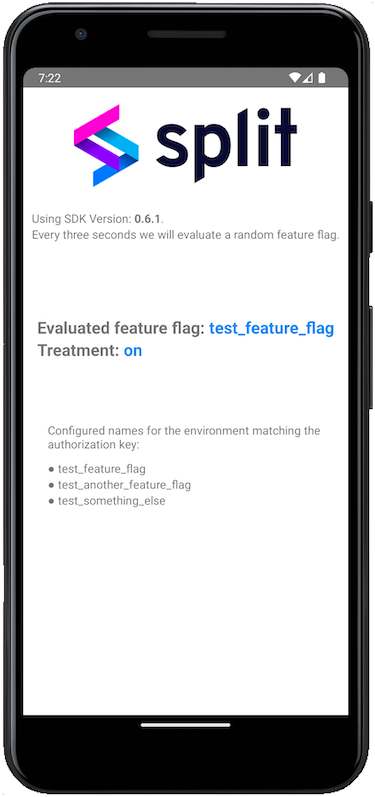 7:22
split
Using SDK Version: 0.6.1.
Every three seconds we will evaluate a random feature flag.
Evaluated feature flag: test_feature_flag
Treatment: on
Configured names for the environment matching the
authorization key:
● test_feature_flag
● test_another_feature_flag
● test_something_else